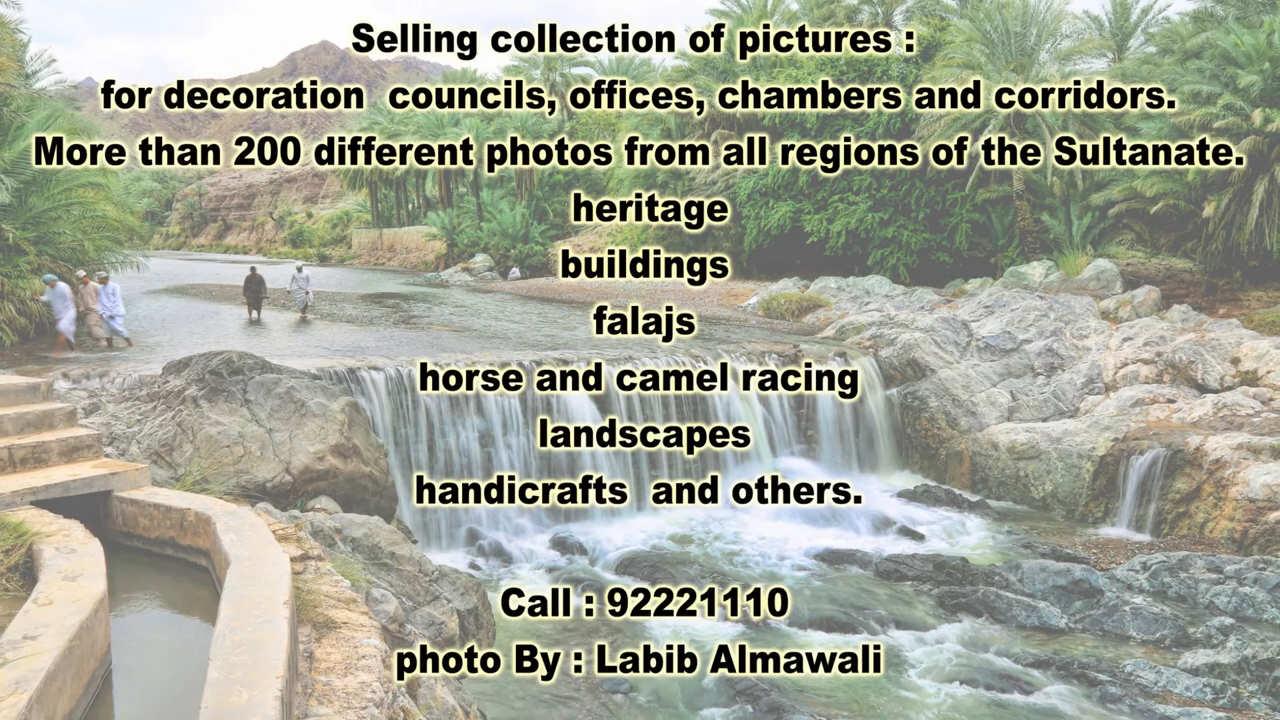 Selling collection of pictures :
for decoration  councils, offices, chambers and corridors.
More than 200 different photos from all regions of the Sultanate.
heritage
buildings
falajs
horse and camel racing
landscapes
handicrafts  and others.
Call : 92221110
photo By : Labib Almawali